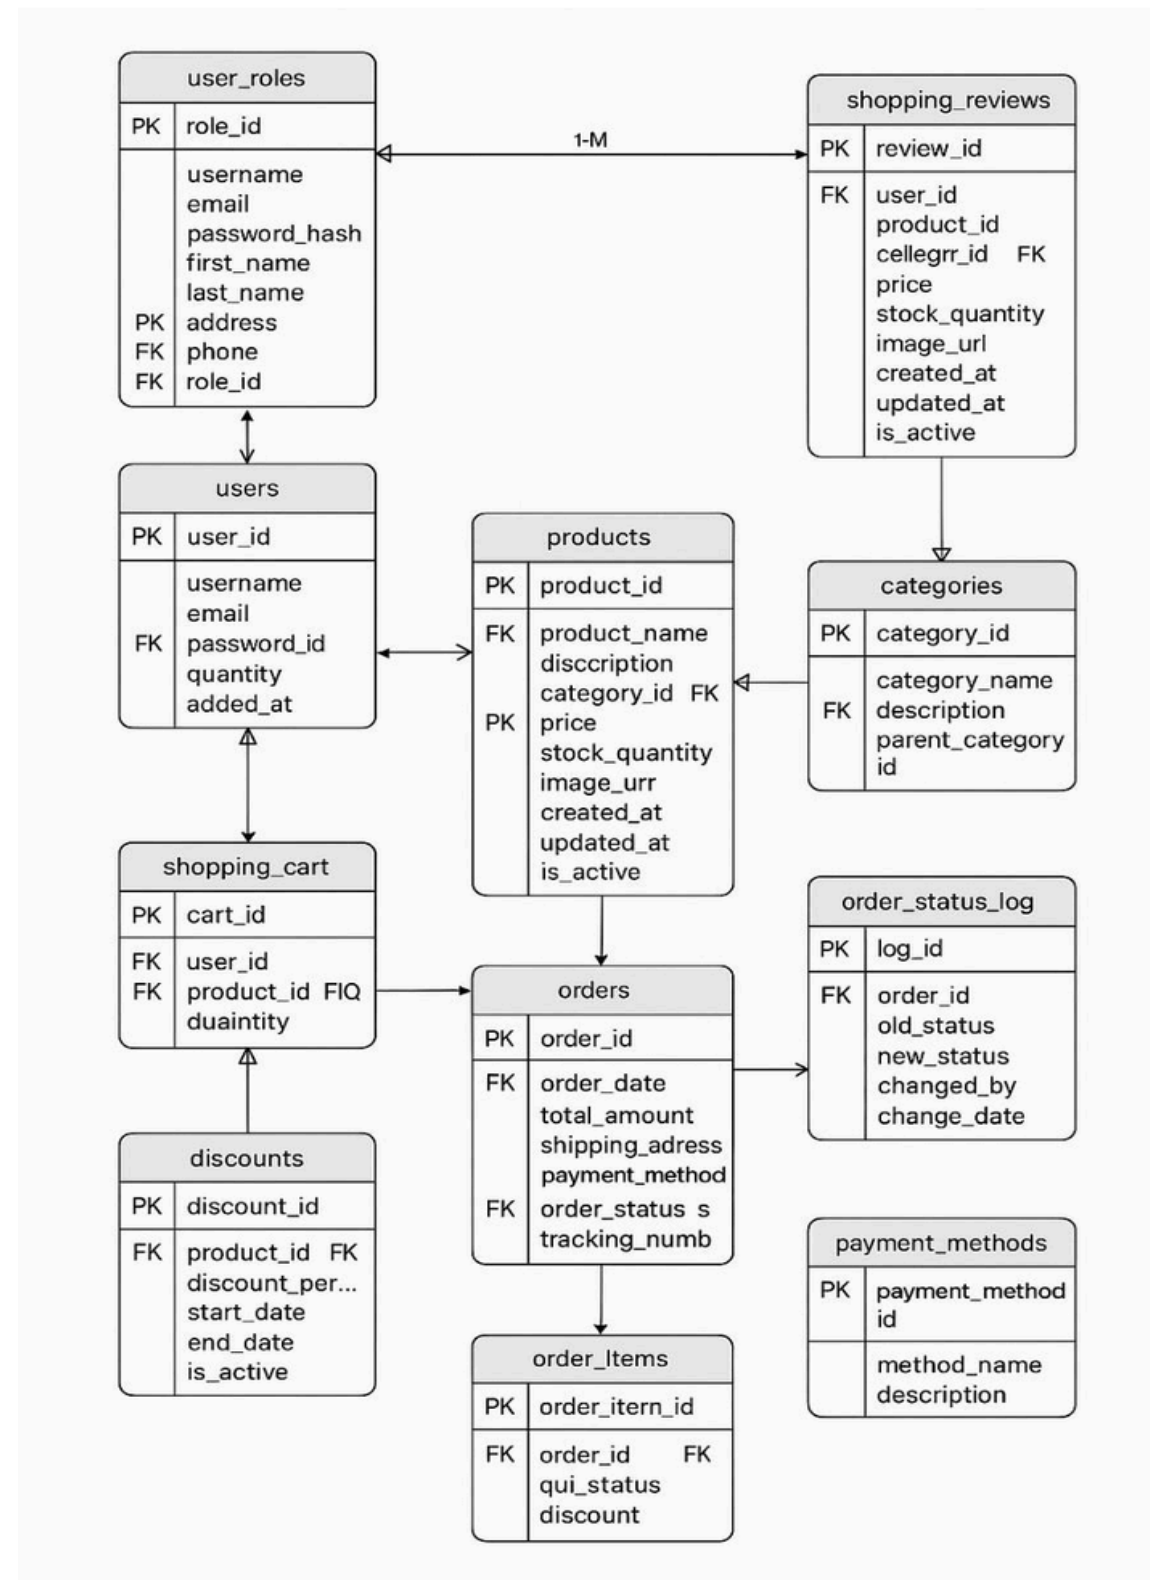 user_roles
PK role_id
username
email
password_hash
first_name
last_name
PK address
FK phone
FK role_id
1-M
shopping_reviews
PK review_id
FK user_id
product_id
cellegrr_id FK
price
stock_quantity
image_url
created_at
updated_at
is_active
users
PK user_id
username
email
FK password_id
quantity
added_at
products
PK product_id
FK product_name
disccription
category_id FK
PK price
stock_quantity
image_urr
created_at
updated_at
is_active
categories
PK category_id
category_name
FK description
parent_category
id
shopping_cart
PK cart_id
FK user_id
FK product_id FIQ
duaintity
orders
PK order_id
FK order_date
total_amount
shipping_adress
payment_method
FK order_status s
tracking_numb
order_status_log
PK log_id
FK order_id
old_status
new_status
changed_by
change_date
discounts
PK discount_id
FK product_id FK
discount_per...
start_date
end_date
is_active
payment_methods
PK payment_method
id
method_name
description
order_Items
PK order_itern_id
FK order_id FK
qui_status
discount